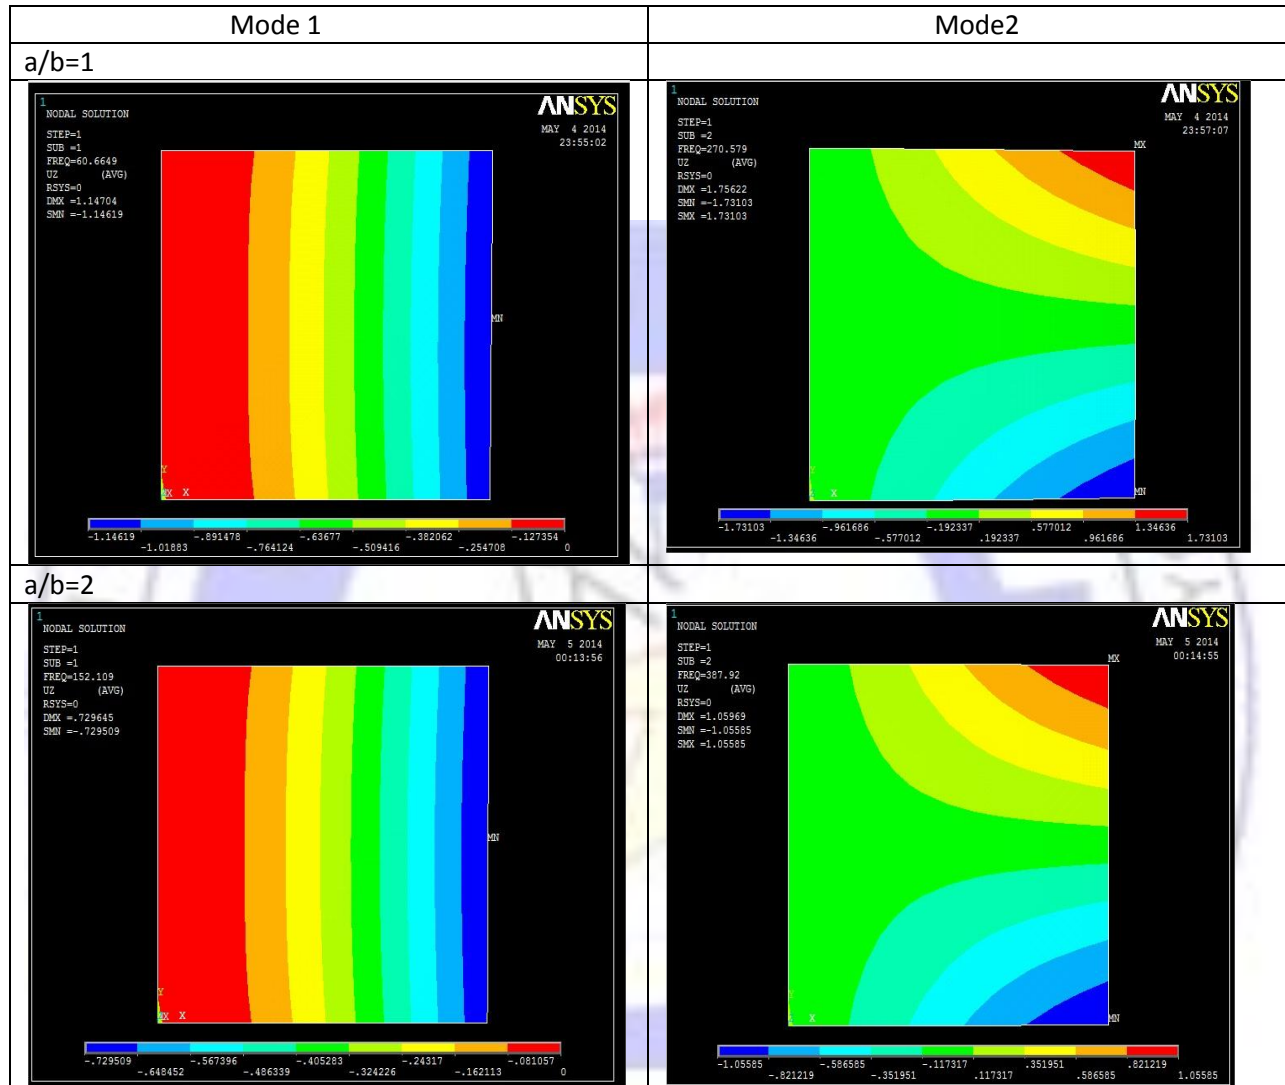 Mode 1
Mode2
a/b=1
1
NODAL SOLUTION
STEP=1
SUB =1
FREQ=60.6649
UZ (AVG)
RSYS=0
DMX =1.14704
SMN =-1.14619
ANSYS
MAY 4 2014
23:55:02
MN
Y
MX X
-1.14619 -.891478 -.63677 -.382062 -.127354
-1.01883 -.764124 -.509416 -.254708 0
1
NODAL SOLUTION
STEP=1
SUB =2
FREQ=270.579
UZ (AVG)
RSYS=0
DMX =1.75622
SMN =-1.73103
SMX =1.73103
ANSYS
MAY 4 2014
23:57:07
MX
Y
X
MN
-1.73103 -.961686 -.192337 .577012 1.34636
-1.34636 -.577012 .192337 .961686 1.73103
a/b=2
1
NODAL SOLUTION
STEP=1
SUB =1
FREQ=152.109
UZ (AVG)
RSYS=0
DMX =.729645
SMN =-.729509
ANSYS
MAY 5 2014
00:13:56
MN
Y
MX X
-.729509 -.567396 -.405283 -.24317 -.081057
-.648452 -.486339 -.324226 -.162113 0
1
NODAL SOLUTION
STEP=1
SUB =2
FREQ=387.92
UZ (AVG)
RSYS=0
DMX =1.05969
SMN =-1.05585
SMX =1.05585
ANSYS
MAY 5 2014
00:14:55
MX
Y
X
MN
-1.05585 -.586585 -.117317 .351951 .821219
-.821219 -.351951 .117317 .586585 1.05585